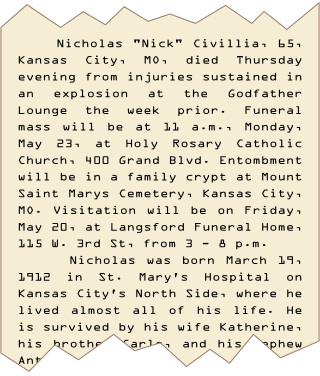 Nicholas "Nick" Civillia, 65,
Kansas City, MO, died Thursday
evening from injuries sustained in
an explosion at the Godfather
Lounge the week prior. Funeral
mass will be at 11 a.m., Monday,
May 23, at Holy Rosary Catholic
Church, 400 Grand Blvd. Entombment
will be in a family crypt at Mount
Saint Marys Cemetery, Kansas City,
MO. Visitation will be on Friday,
May 20, at Langsford Funeral Home,
115 W. 3rd St, from 3 - 8 p.m.
Nicholas was born March 19,
1912 in St. Mary's Hospital on
Kansas City's North Side, where he
lived almost all of his life. He
is survived by his wife Katherine,
his brother Carlo, and his nephew
Ant